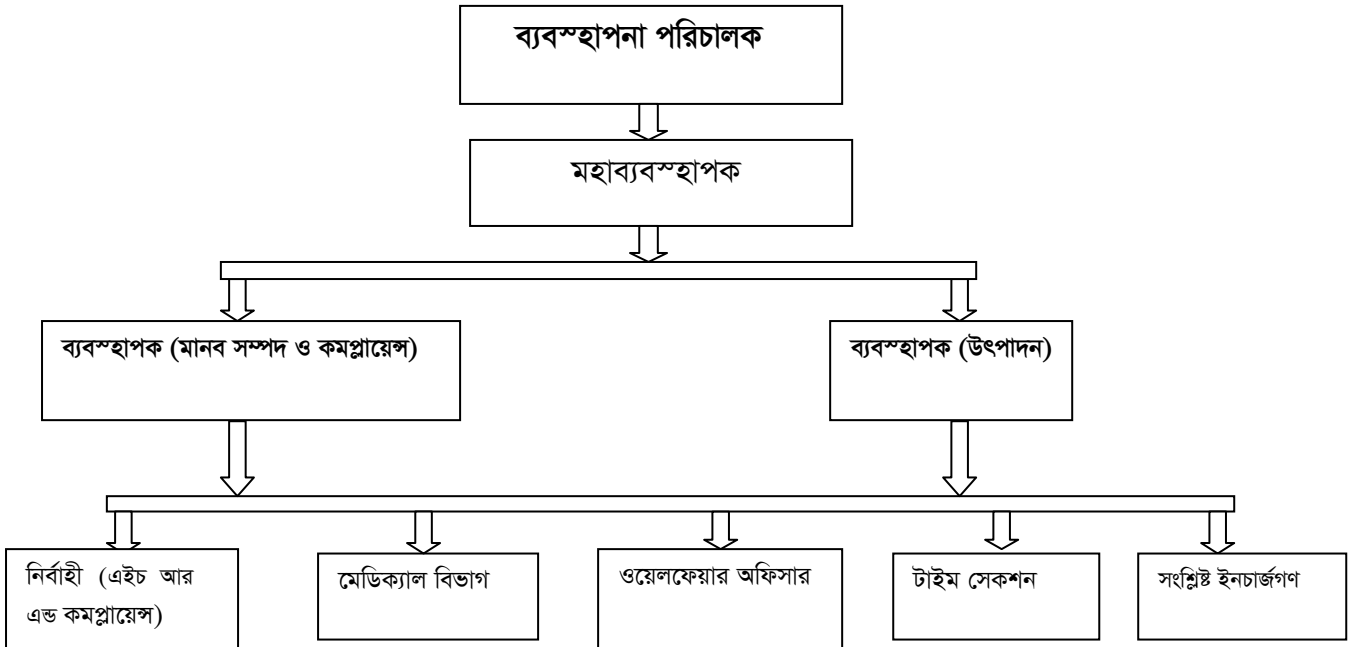 ব্যবস্হাপনা পরিচালক
মহাব্যবস্হাপক
ব্যবস্হাপক (মানব সম্পদ ও কমপ্লায়েন্স)
ব্যবস্হাপক (উৎপাদন)
নির্বাহী (এইচ আর
এন্ড কমপ্লায়েন্স)
মেডিক্যাল বিভাগ
ওয়েলফেয়ার অফিসার
টাইম সেকশন
সংশ্লিষ্ট ইনচার্জগণ